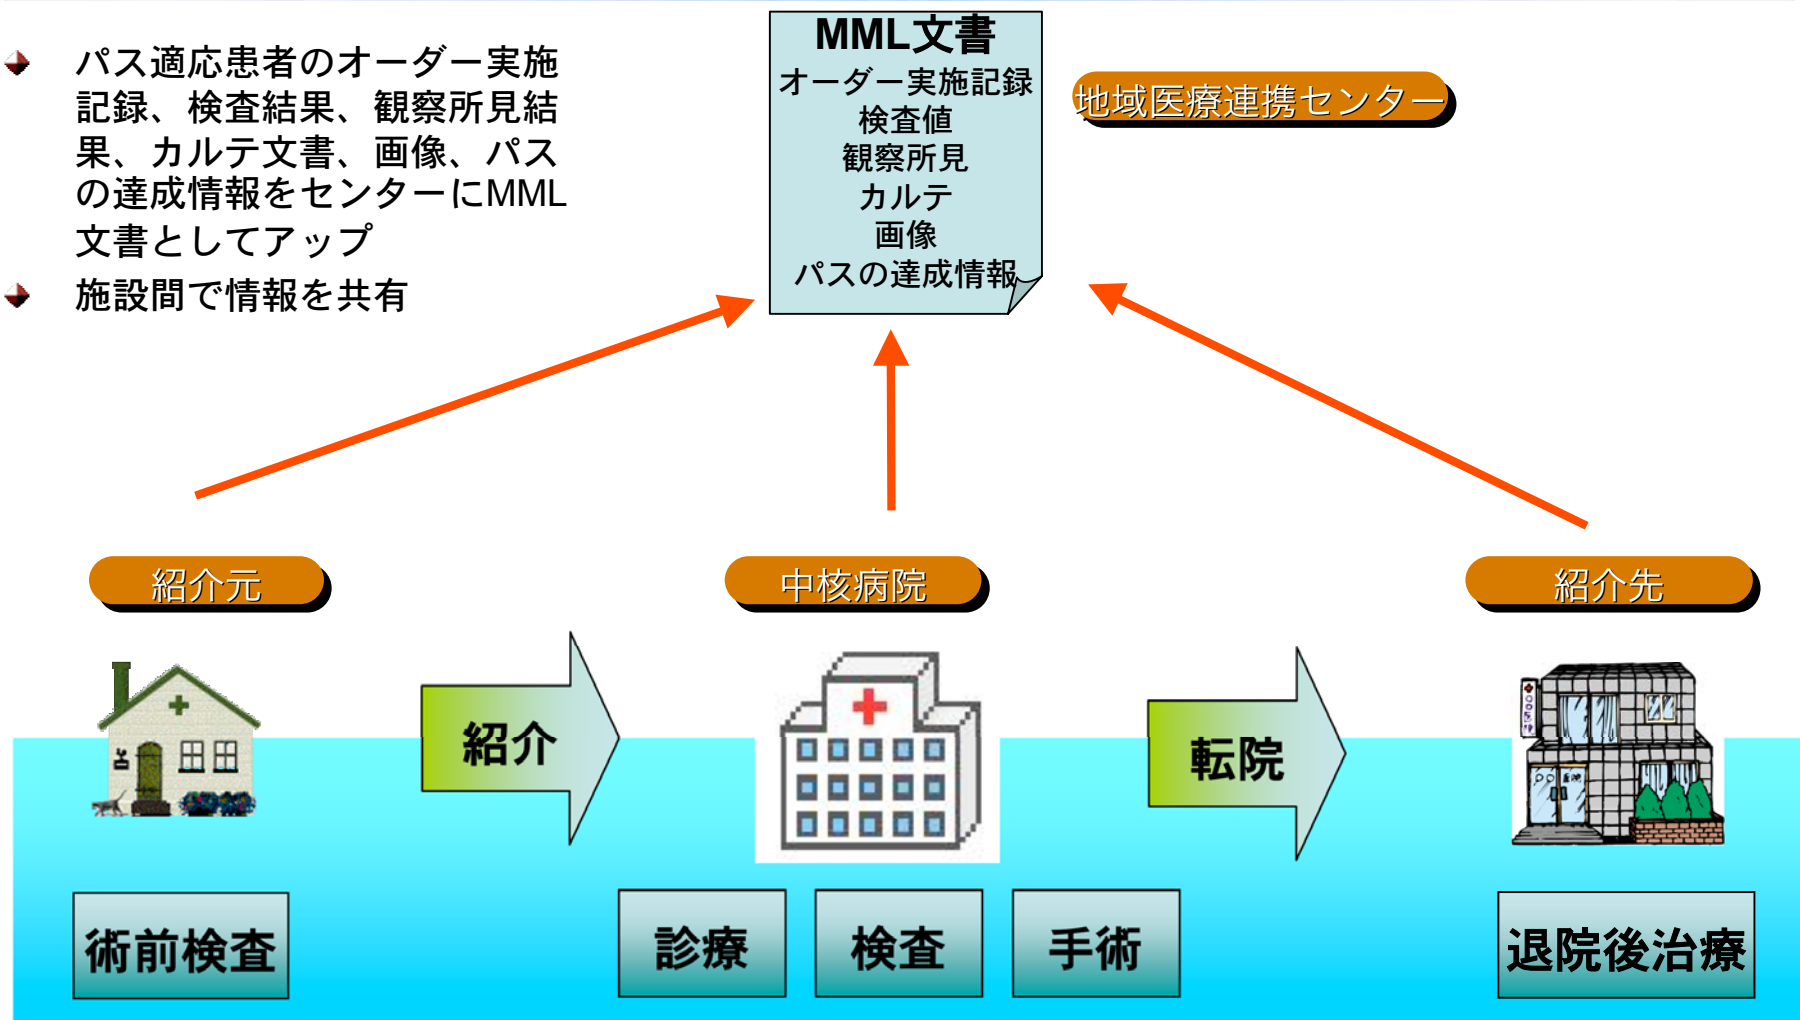 パス適応患者のオーダー実施
記録、検査結果、観察所見結
果、カルテ文書、画像、パス
の達成情報をセンターにMML
文書としてアップ
施設間で情報を共有
MML文書
オーダー実施記録
検査値
観察所見
カルテ
画像
パスの達成情報
地域医療連携センター
紹介元
中核病院
紹介先
紹介
転院
術前検査
診療
検査
手術
退院後治療